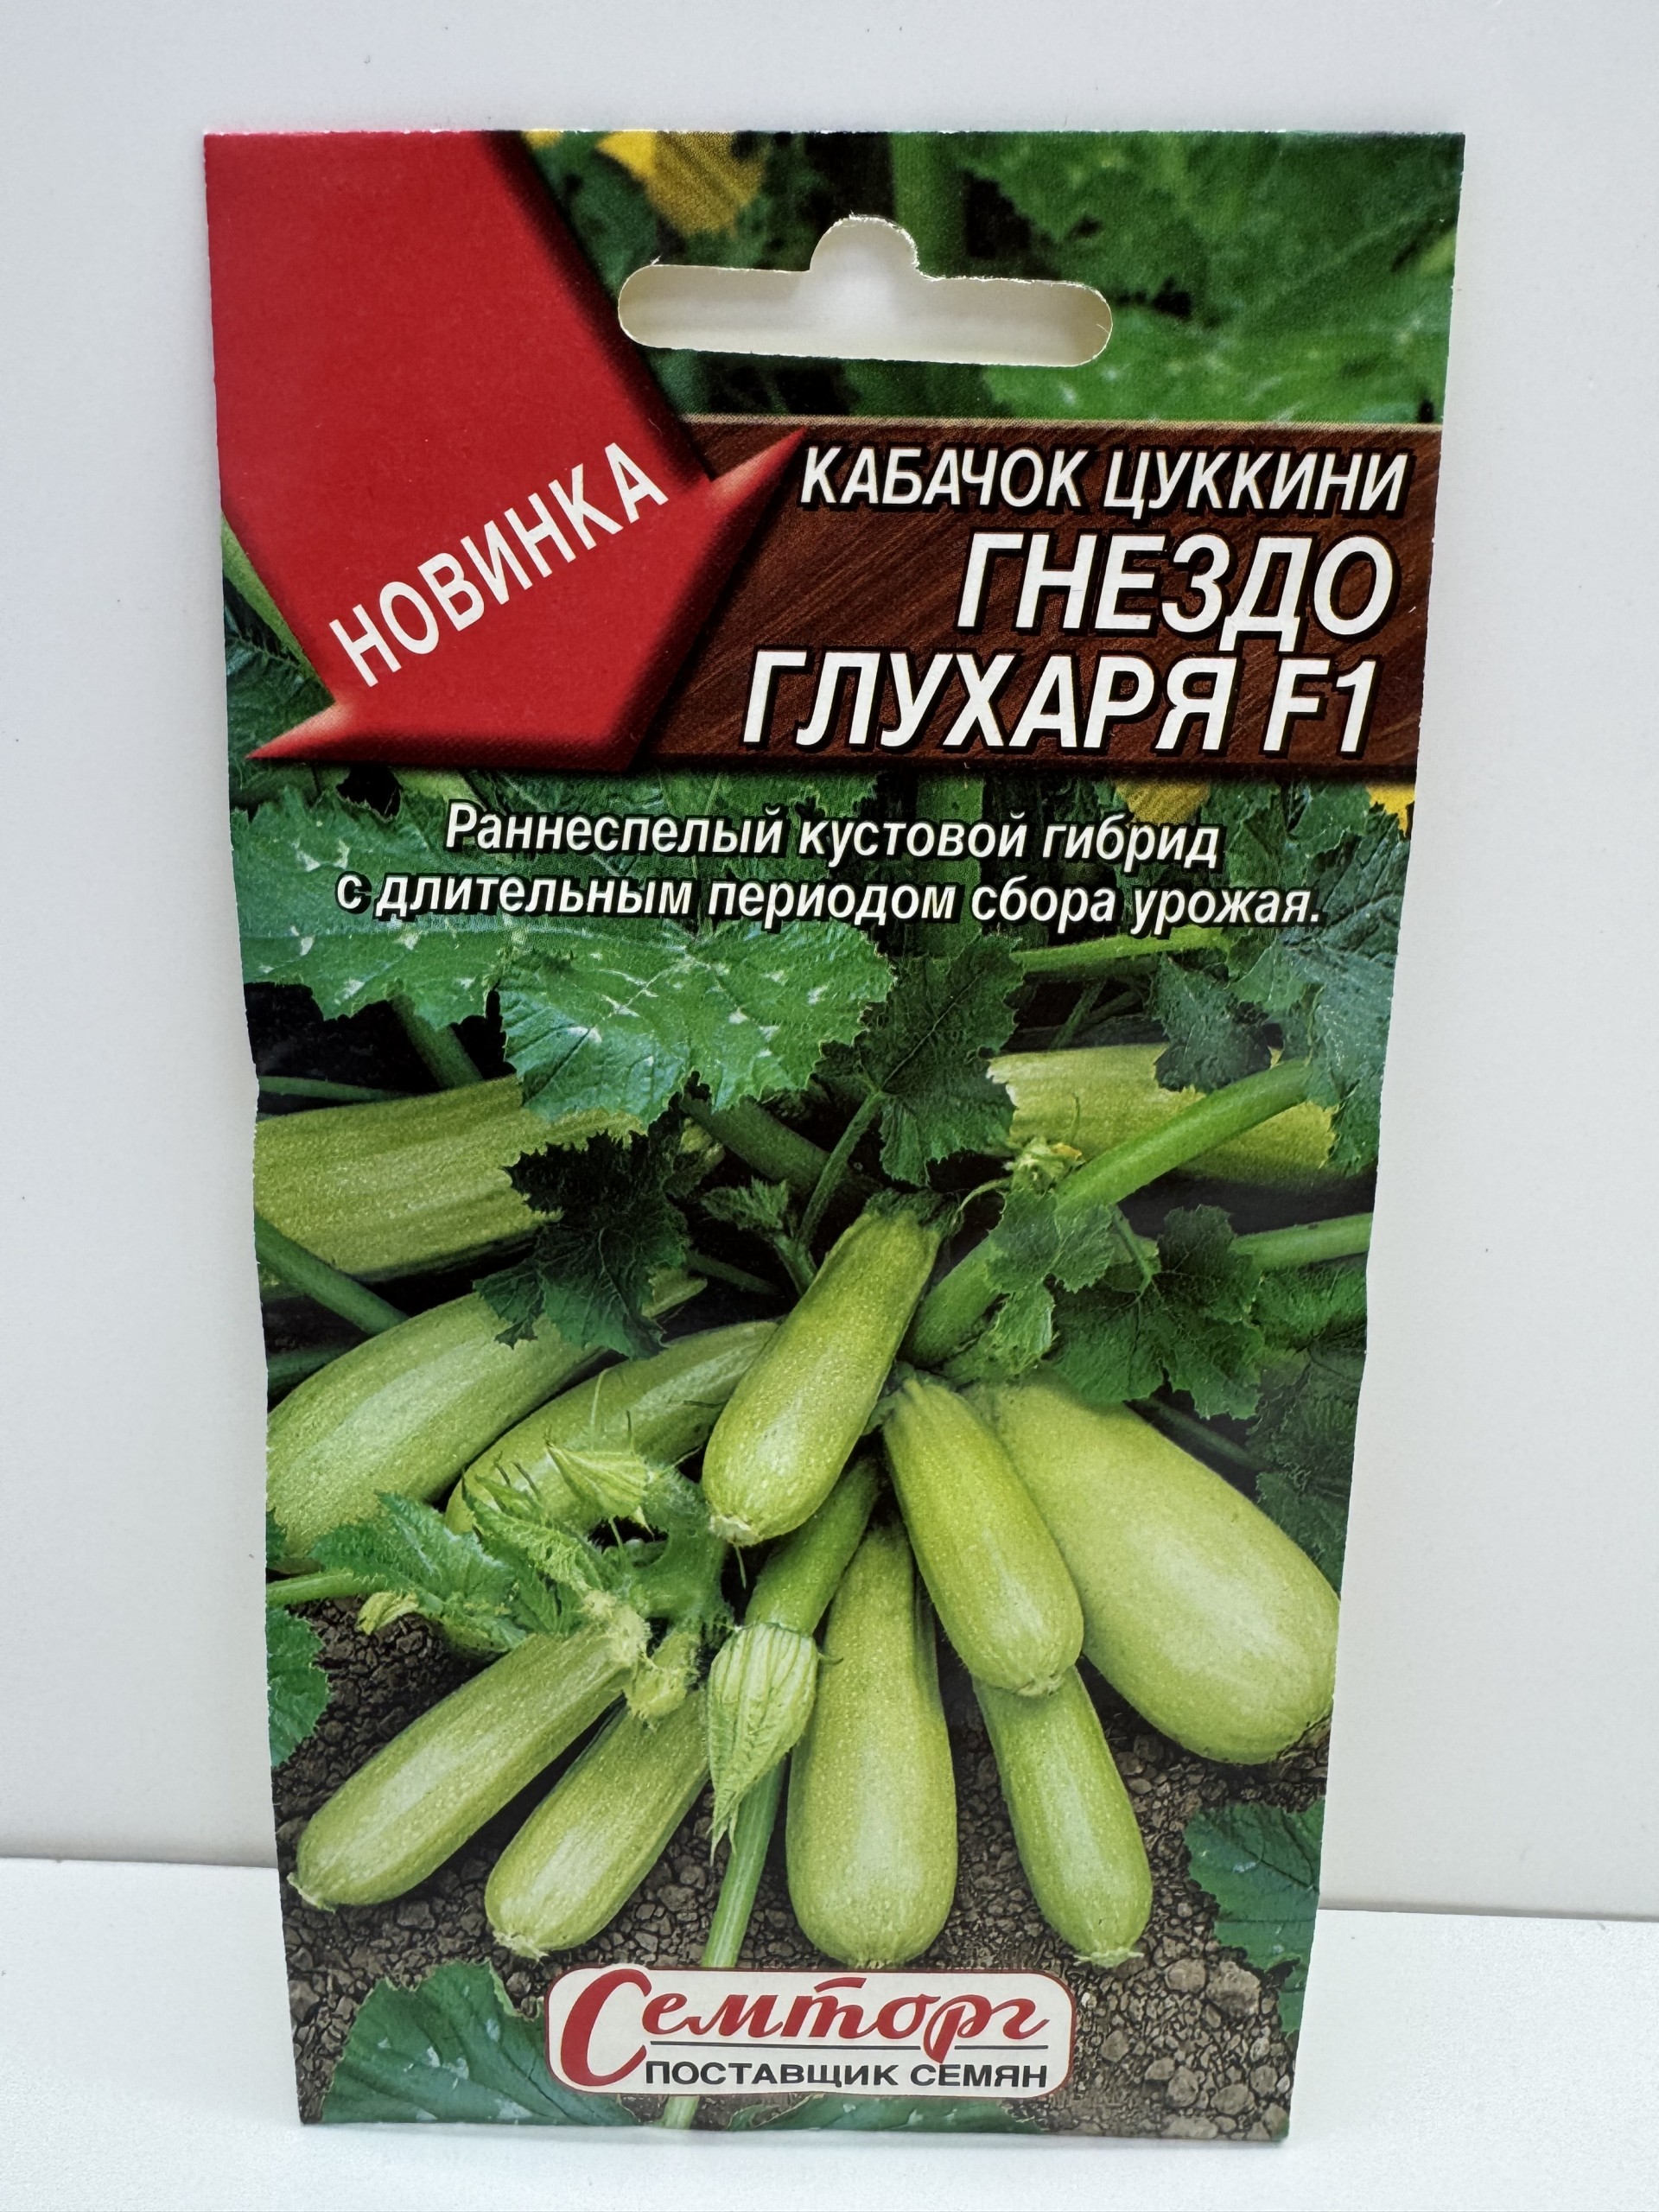 НОВИНКА
КАБАЧОК ЦУККИНИ
ГНЕЗДО
ГЛУХАРЯ F1
Раннеспелый кустовой гибрид
с длительным периодом сбора урожая.
Семторг
ПОСТАВЩИК СЕМЯН